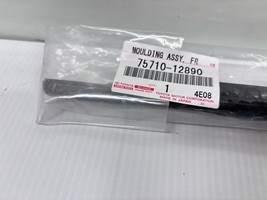 MOULDING ASSY, FR
75710-12890
1
4E08
TOYOTA MOTOR CORPORATION
MADE IN JAPAN